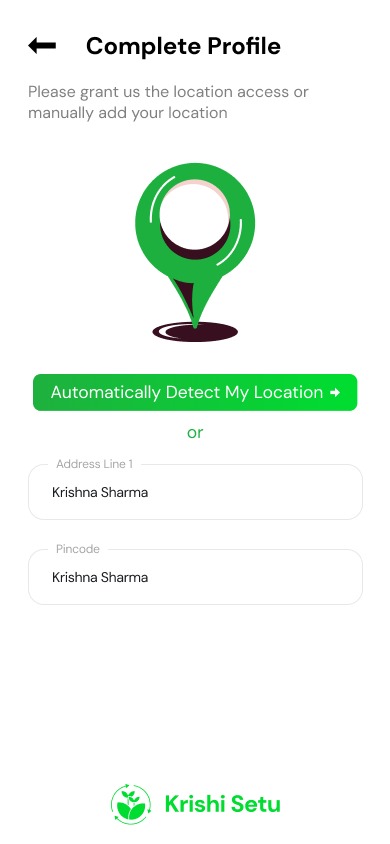 Complete Profile
Please grant us the location access or
manually add your location
Automatically Detect My Location
or
Address Line 1
Krishna Sharma
Pincode
Krishna Sharma
Krishi Setu